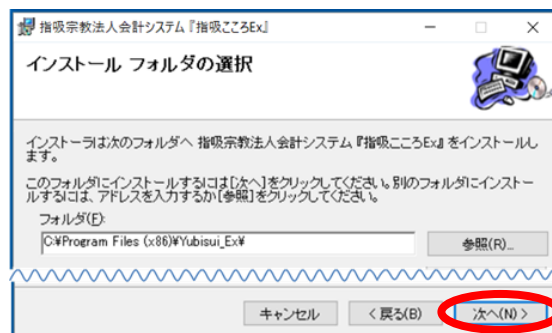 指吸宗教法人会計システム『指吸こころEx』
インストール フォルダの選択
インストーラは次のフォルダへ 指吸宗教法人会計システム『指吸こころEx』 をインストールし
ます。
このフォルダにインストールするには[次へ]をクリックしてください。別のフォルダにインストー
ルするには、アドレスを入力するか[参照]をクリックしてください。
フォルダ(F):
C:¥Program Files (x86)¥Yubisui_Ex¥
参照(R)...
キャンセル
< 戻る(B)
次へ(N) >